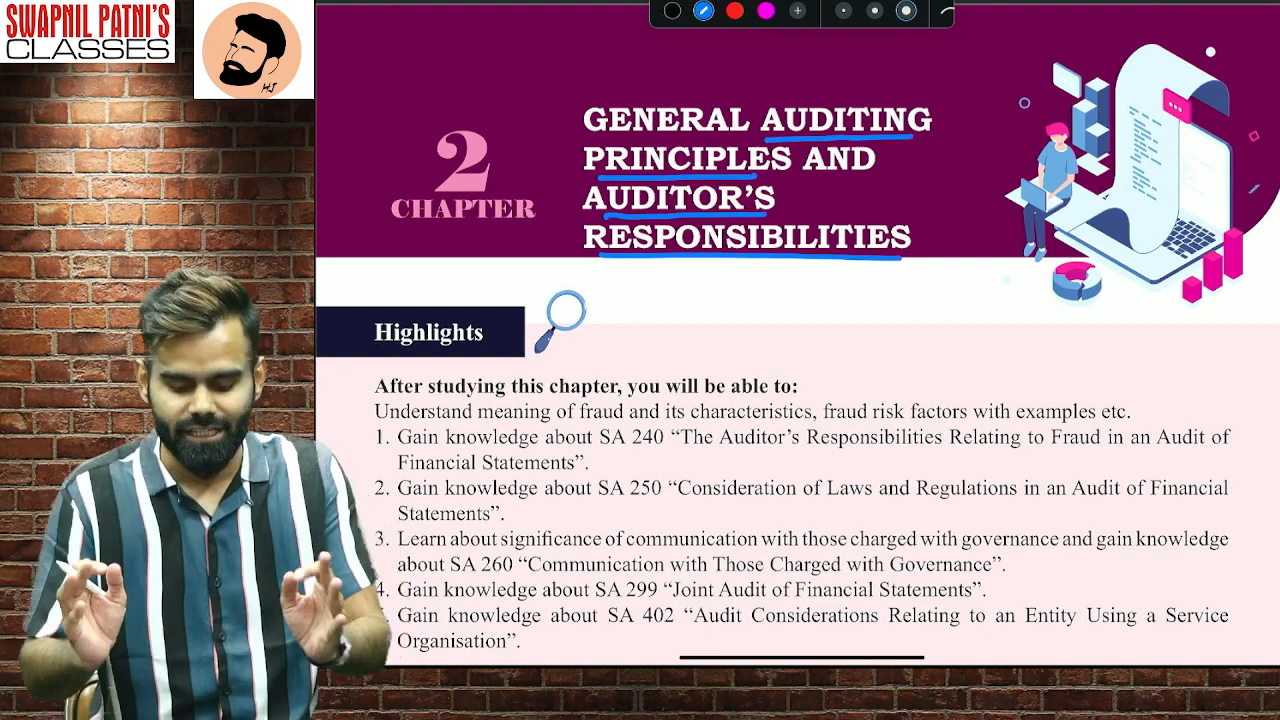 SWAPNIL PATNI'S
CLASSES
HJ
2
CHAPTER
GENERAL AUDITING
PRINCIPLES AND
AUDITOR'S
RESPONSIBILITIES
Highlights
After studying this chapter, you will be able to:
Understand meaning of fraud and its characteristics, fraud risk factors with examples etc.
1. Gain knowledge about SA 240 “The Auditor’s Responsibilities Relating to Fraud in an Audit of
Financial Statements”.
2. Gain knowledge about SA 250 “Consideration of Laws and Regulations in an Audit of Financial
Statements”.
3. Learn about significance of communication with those charged with governance and gain knowledge
about SA 260 “Communication with Those Charged with Governance”.
4. Gain knowledge about SA 299 “Joint Audit of Financial Statements”.
Gain knowledge about SA 402 “Audit Considerations Relating to an Entity Using a Service
Organisation”.